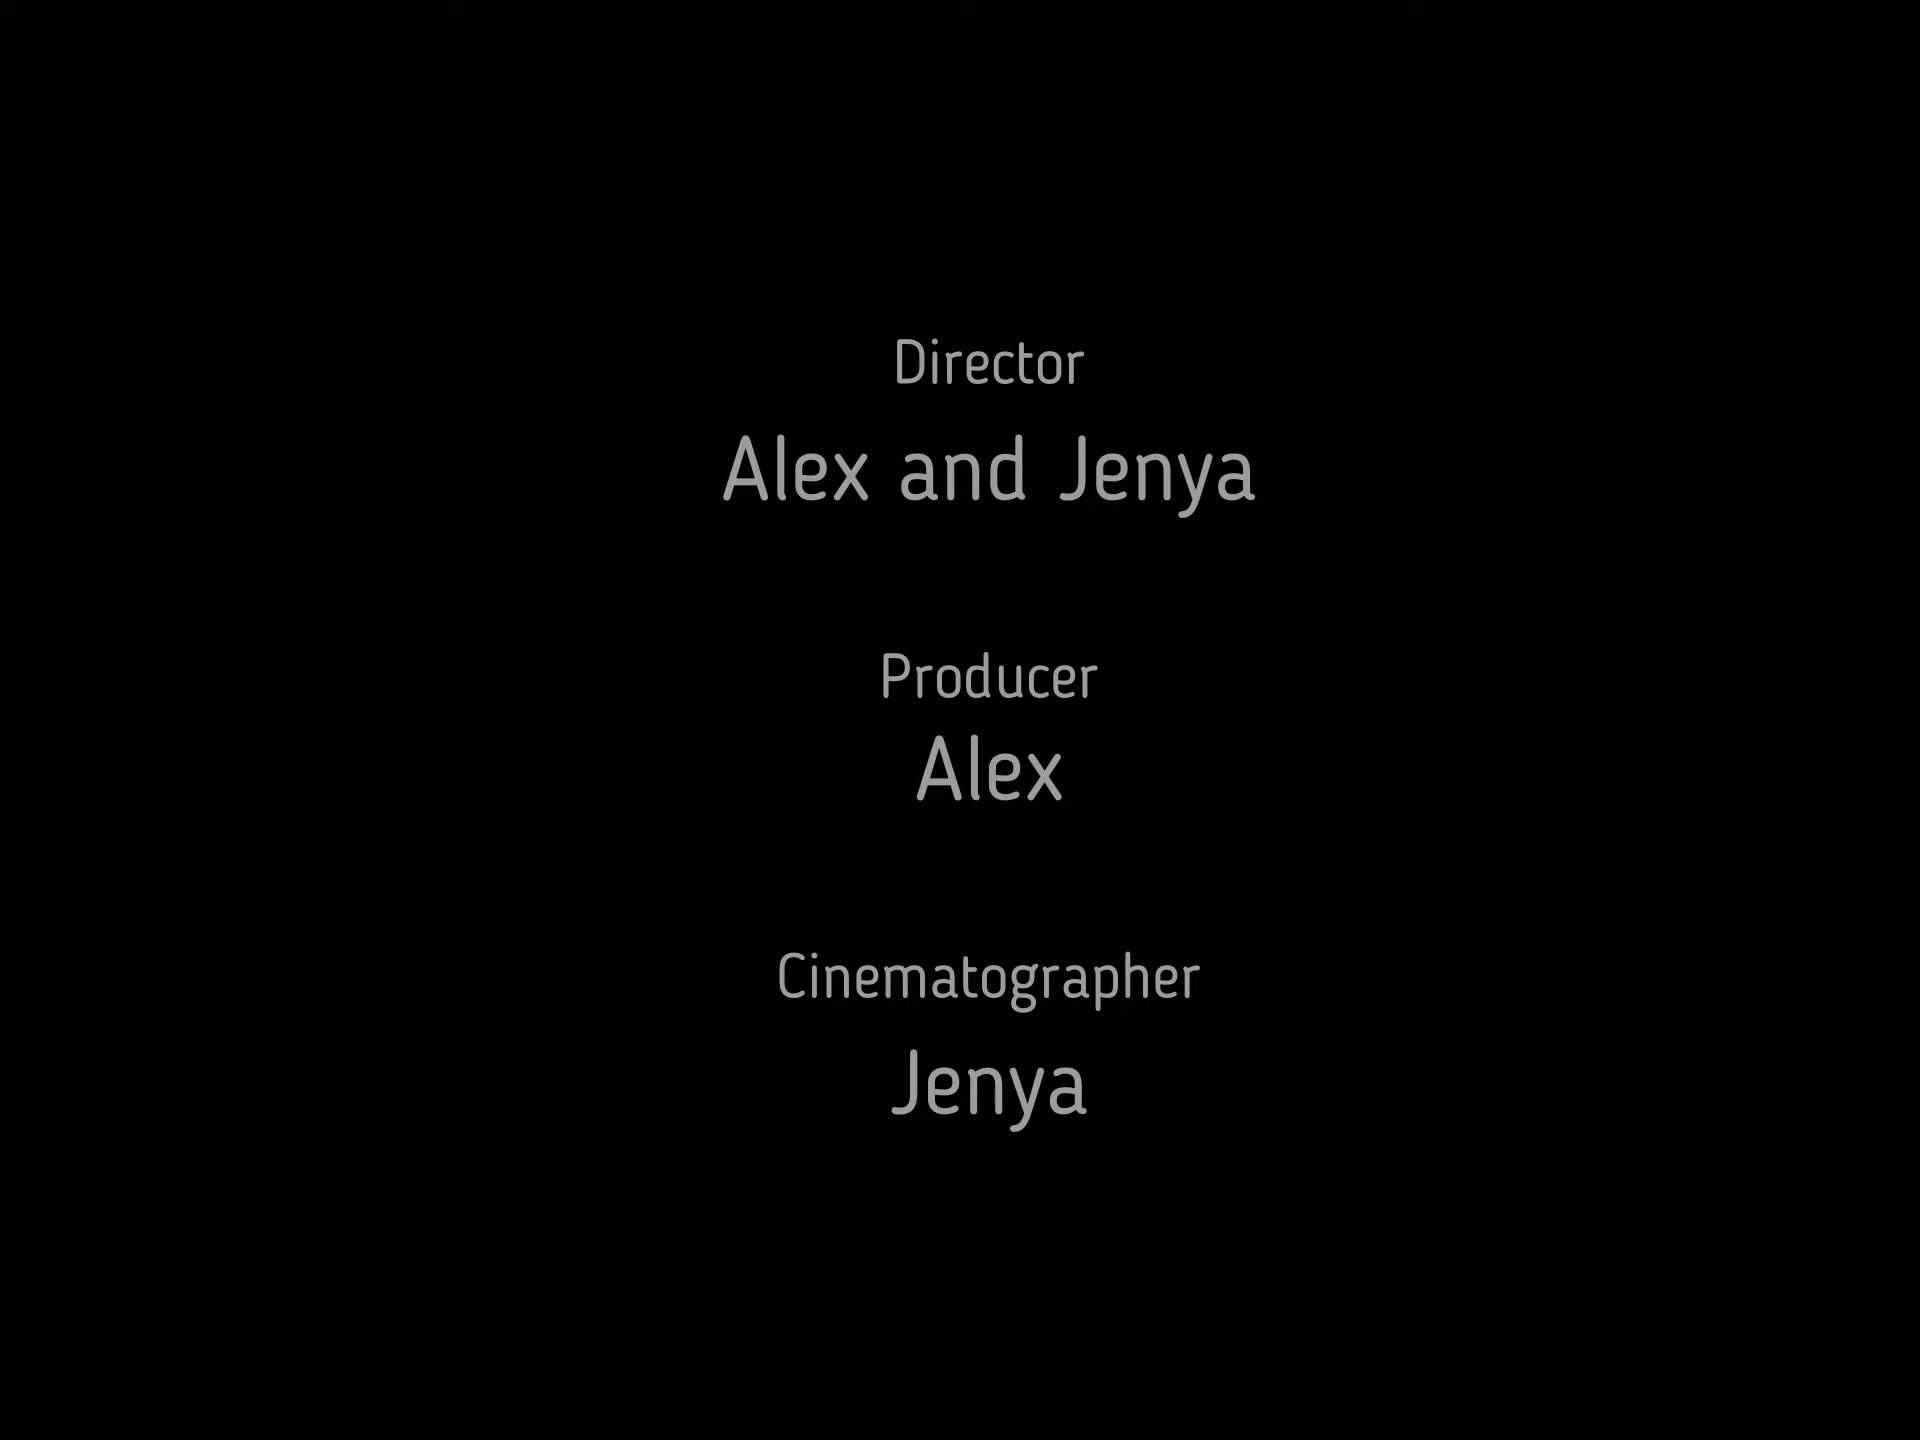 Director
Alex and Jenya
Producer
Alex
Cinematographer
Jenya